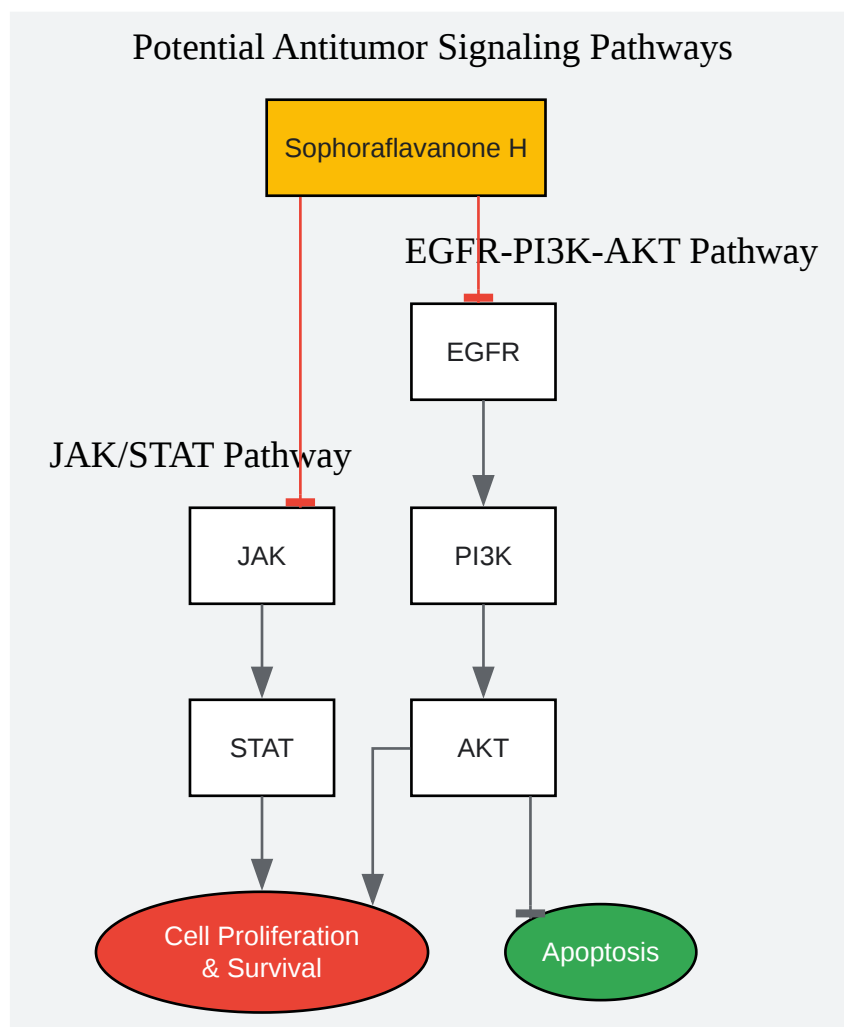 Potential Antitumor Signaling Pathways
Sophoraflavanone H
EGFR-PI3K-AKT Pathway
EGFR
JAK/STAT Pathway
JAK
PI3K
STAT
AKT
Cell Proliferation
& Survival
Apoptosis